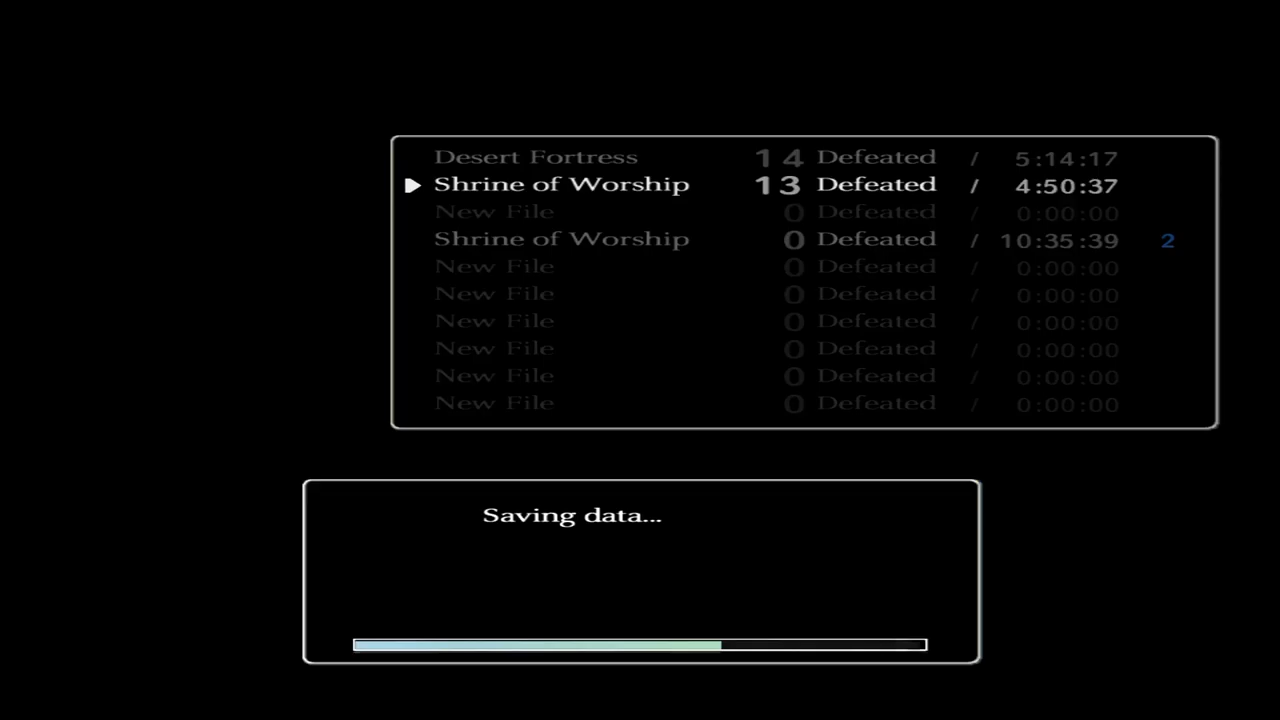 Desert Fortress 14 Defeated / 5:14:17
Shrine of Worship 13 Defeated / 4:50:37
New File 0 Defeated / 0:00:00
Shrine of Worship 0 Defeated / 10:35:39 2
New File 0 Defeated / 0:00:00
New File 0 Defeated / 0:00:00
New File 0 Defeated / 0:00:00
New File 0 Defeated / 0:00:00
New File 0 Defeated / 0:00:00
New File 0 Defeated / 0:00:00
Saving data...